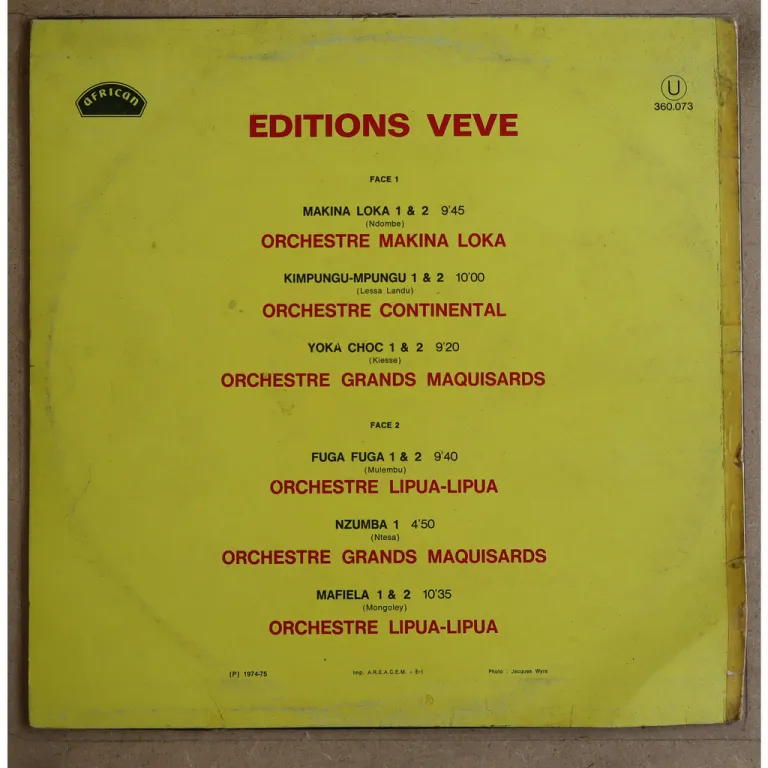 AFRICAN
U
360.073
EDITIONS VEVE
FACE 1
MAKINA LOKA 1 & 2 9'45
(Ndombe)
ORCHESTRE MAKINA LOKA
KIMPUNGU-MPUNGU 1 & 2 10'00
(Lessa Landu)
ORCHESTRE CONTINENTAL
YOKA CHOC 1 & 2 9'20
(Kiesse)
ORCHESTRE GRANDS MAQUISARDS
FACE 2
FUGA FUGA 1 & 2 9'40
(Mulembu)
ORCHESTRE LIPUA-LIPUA
NZUMBA 1 4'50
(Ntesa)
ORCHESTRE GRANDS MAQUISARDS
MAFIELA 1 & 2 10'35
(Mongoley)
ORCHESTRE LIPUA-LIPUA
(P) 1974-75 Imp. A.R.E.A.C.E.M. - Photo : Jacques Wyrs